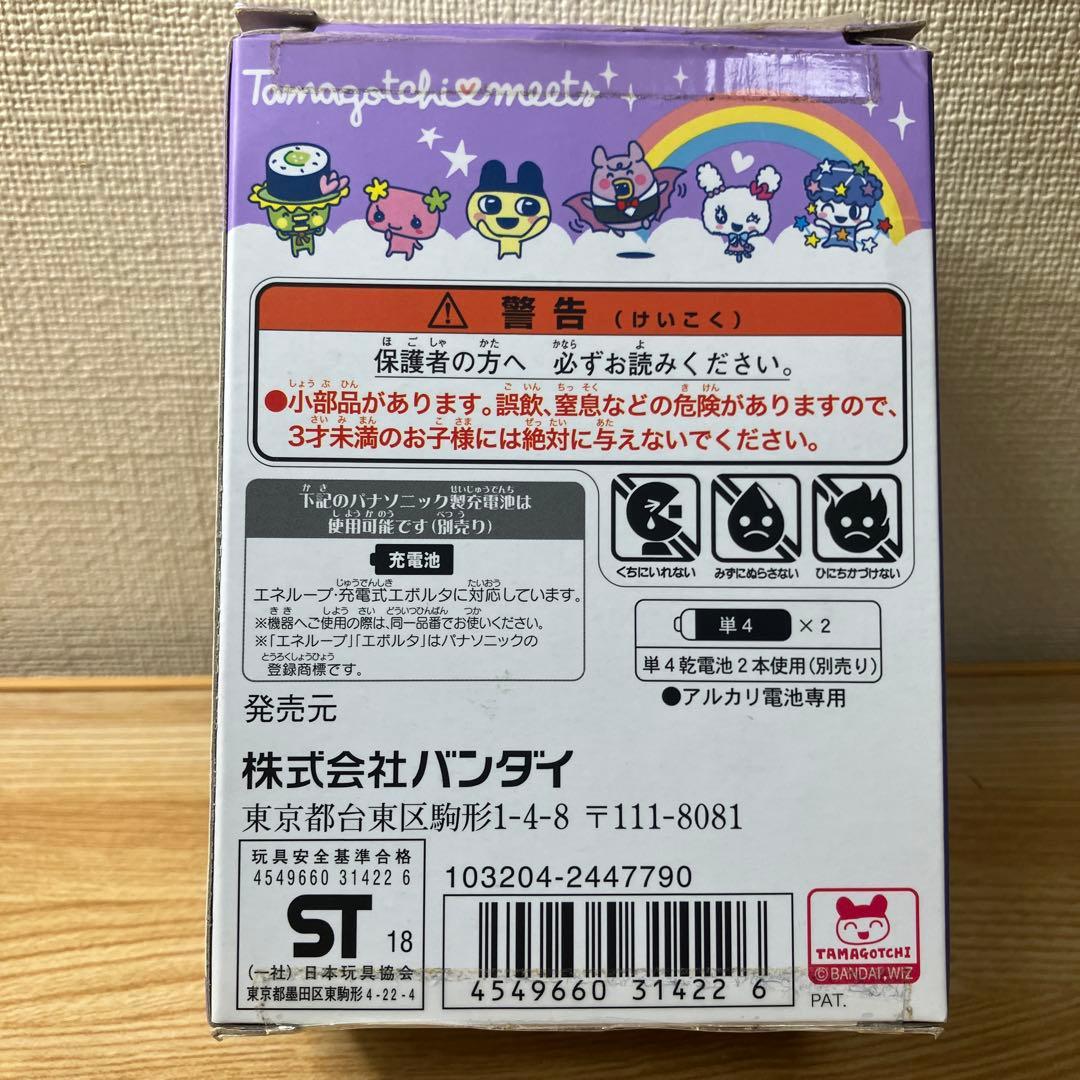 Tamagotchi♥meets
⚠ 警告 (けいこく)
ほごしゃ かた かなら よ
保護者の方へ 必ずお読みください。
しょうぶひん ごいん ちっそく きけん
●小部品があります。誤飲、窒息などの危険がありますので、
さいみまん こさま ぜったい あた
3才未満のお子様には絶対に与えないでください。
かき せいじゅうでんち
下記のパナソニック製充電池は
しようかのう べつう
使用可能です(別売り)
充電池
じゅうでんしき たいおう
エネループ・充電式エボルタに対応しています。
きき しよう さい どういつひんばん つか
※機器へご使用の際は、同一品番でお使いください。
※「エネループ」「エボルタ」はパナソニックの
とうろくしょうひょう
登録商標です。
くちにいれない
みずにぬらさない
ひにちかづけない
単4 ×2
単4乾電池2本使用(別売り)
●アルカリ電池専用
発売元
株式会社バンダイ
東京都台東区駒形1-4-8 〒111-8081
玩具安全基準合格
4549660 31422 6
ST 18
(一社) 日本玩具協会
東京都墨田区東駒形4-22-4
103204-2447790
4549660 314226
TAMAGOTCHI
©BANDAI,WIZ
PAT.